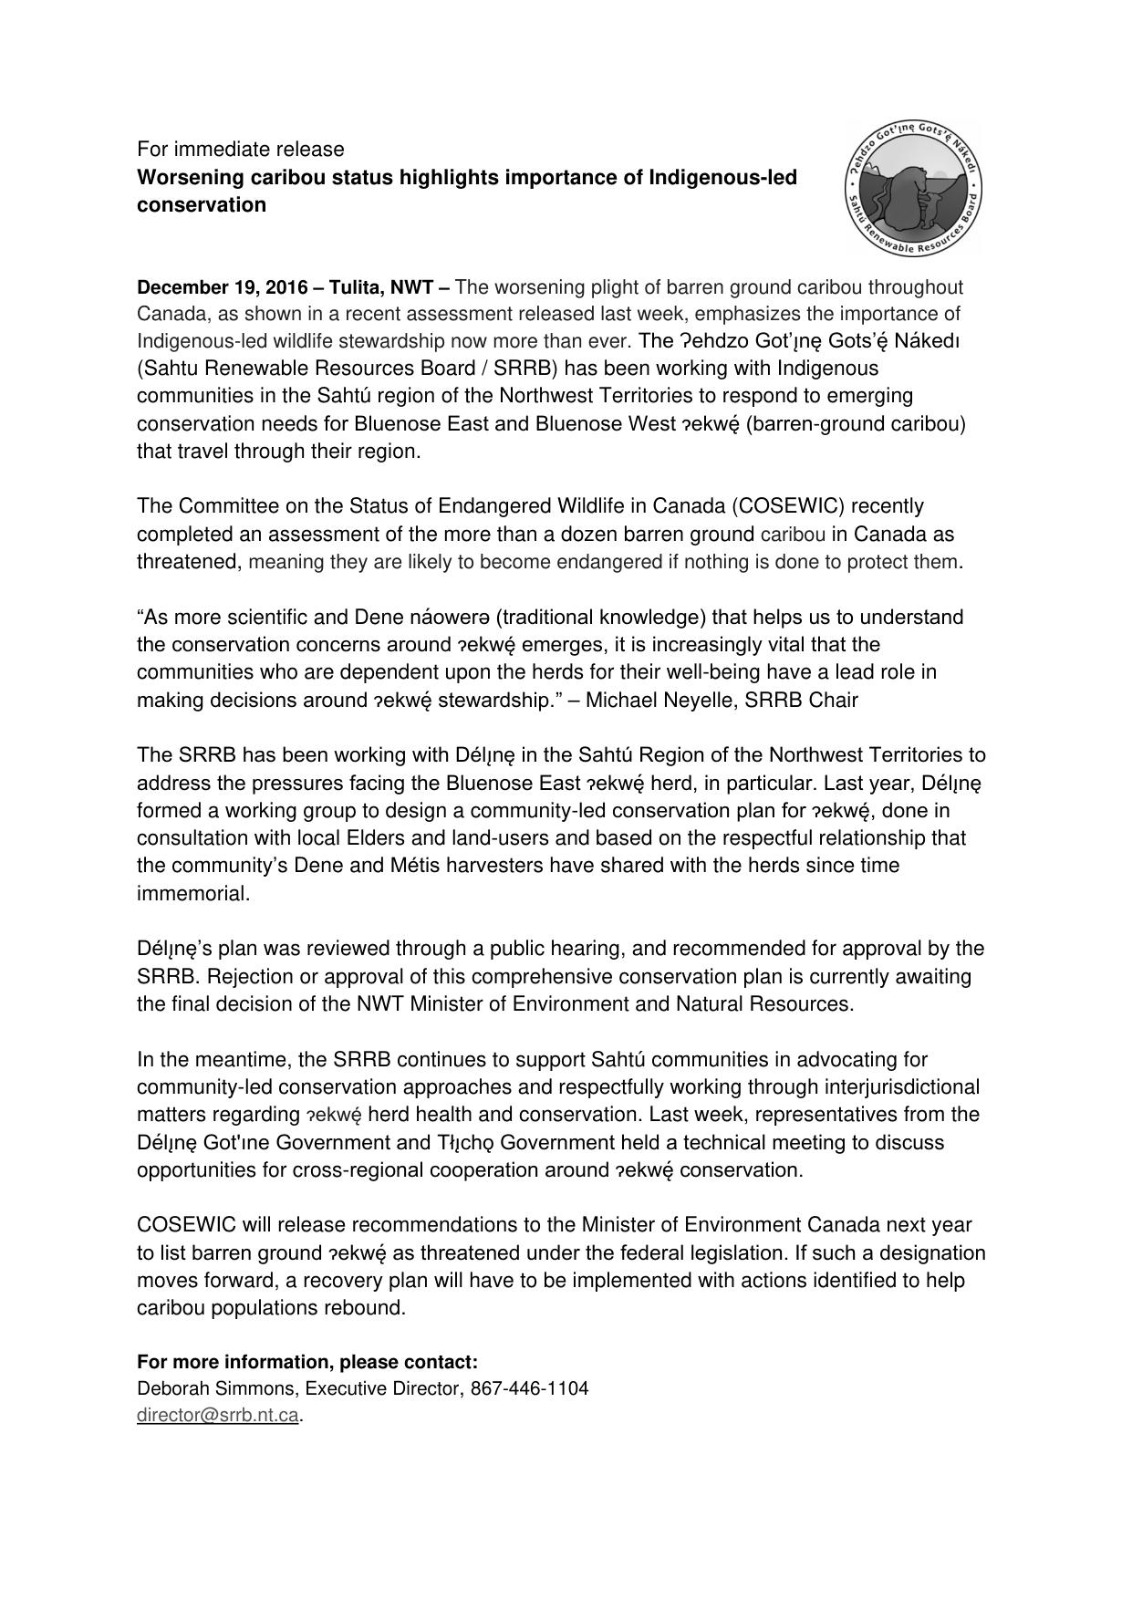 For immediate release
Worsening caribou status highlights importance of Indigenous-led
conservation
Ɂehdzo Got’ı̨nę Gots’ę́ Nákedı
Sahtú Renewable Resources Board
December 19, 2016 – Tulita, NWT – The worsening plight of barren ground caribou throughout
Canada, as shown in a recent assessment released last week, emphasizes the importance of
Indigenous-led wildlife stewardship now more than ever. The Ɂehdzo Got’ı̨nę Gots’ę́ Nákedı
(Sahtu Renewable Resources Board / SRRB) has been working with Indigenous
communities in the Sahtú region of the Northwest Territories to respond to emerging
conservation needs for Bluenose East and Bluenose West ɂekwę́ (barren-ground caribou)
that travel through their region.
The Committee on the Status of Endangered Wildlife in Canada (COSEWIC) recently
completed an assessment of the more than a dozen barren ground caribou in Canada as
threatened, meaning they are likely to become endangered if nothing is done to protect them.
“As more scientific and Dene náowerə (traditional knowledge) that helps us to understand
the conservation concerns around ɂekwę́ emerges, it is increasingly vital that the
communities who are dependent upon the herds for their well-being have a lead role in
making decisions around ɂekwę́ stewardship.” – Michael Neyelle, SRRB Chair
The SRRB has been working with Délı̨nę in the Sahtú Region of the Northwest Territories to
address the pressures facing the Bluenose East ɂekwę́ herd, in particular. Last year, Délı̨nę
formed a working group to design a community-led conservation plan for ɂekwę́, done in
consultation with local Elders and land-users and based on the respectful relationship that
the community’s Dene and Métis harvesters have shared with the herds since time
immemorial.
Délı̨nę’s plan was reviewed through a public hearing, and recommended for approval by the
SRRB. Rejection or approval of this comprehensive conservation plan is currently awaiting
the final decision of the NWT Minister of Environment and Natural Resources.
In the meantime, the SRRB continues to support Sahtú communities in advocating for
community-led conservation approaches and respectfully working through interjurisdictional
matters regarding ɂekwę́ herd health and conservation. Last week, representatives from the
Délı̨nę Got'ıne Government and Tłı̨chǫ Government held a technical meeting to discuss
opportunities for cross-regional cooperation around ɂekwę́ conservation.
COSEWIC will release recommendations to the Minister of Environment Canada next year
to list barren ground ɂekwę́ as threatened under the federal legislation. If such a designation
moves forward, a recovery plan will have to be implemented with actions identified to help
caribou populations rebound.
For more information, please contact:
Deborah Simmons, Executive Director, 867-446-1104
director@srrb.nt.ca.